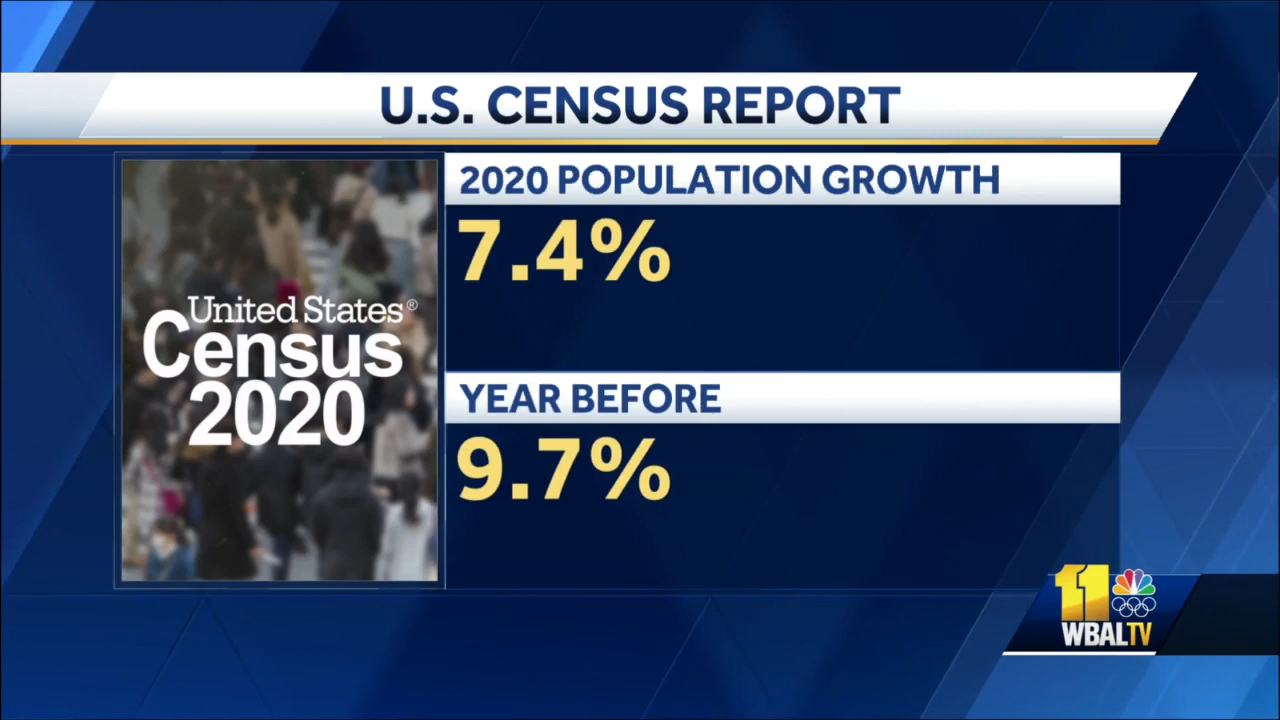 U.S. CENSUS REPORT
2020 POPULATION GROWTH
7.4%
United States®
Census
2020
YEAR BEFORE
9.7%
11
WBALTV